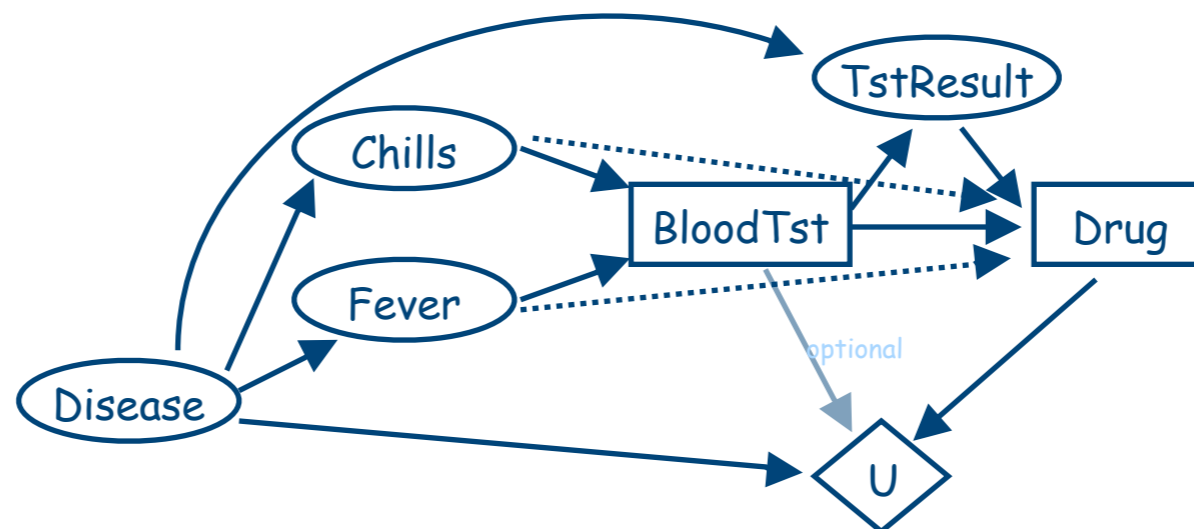 TstResult
Chills
BloodTst
Drug
Fever
optional
Disease
U